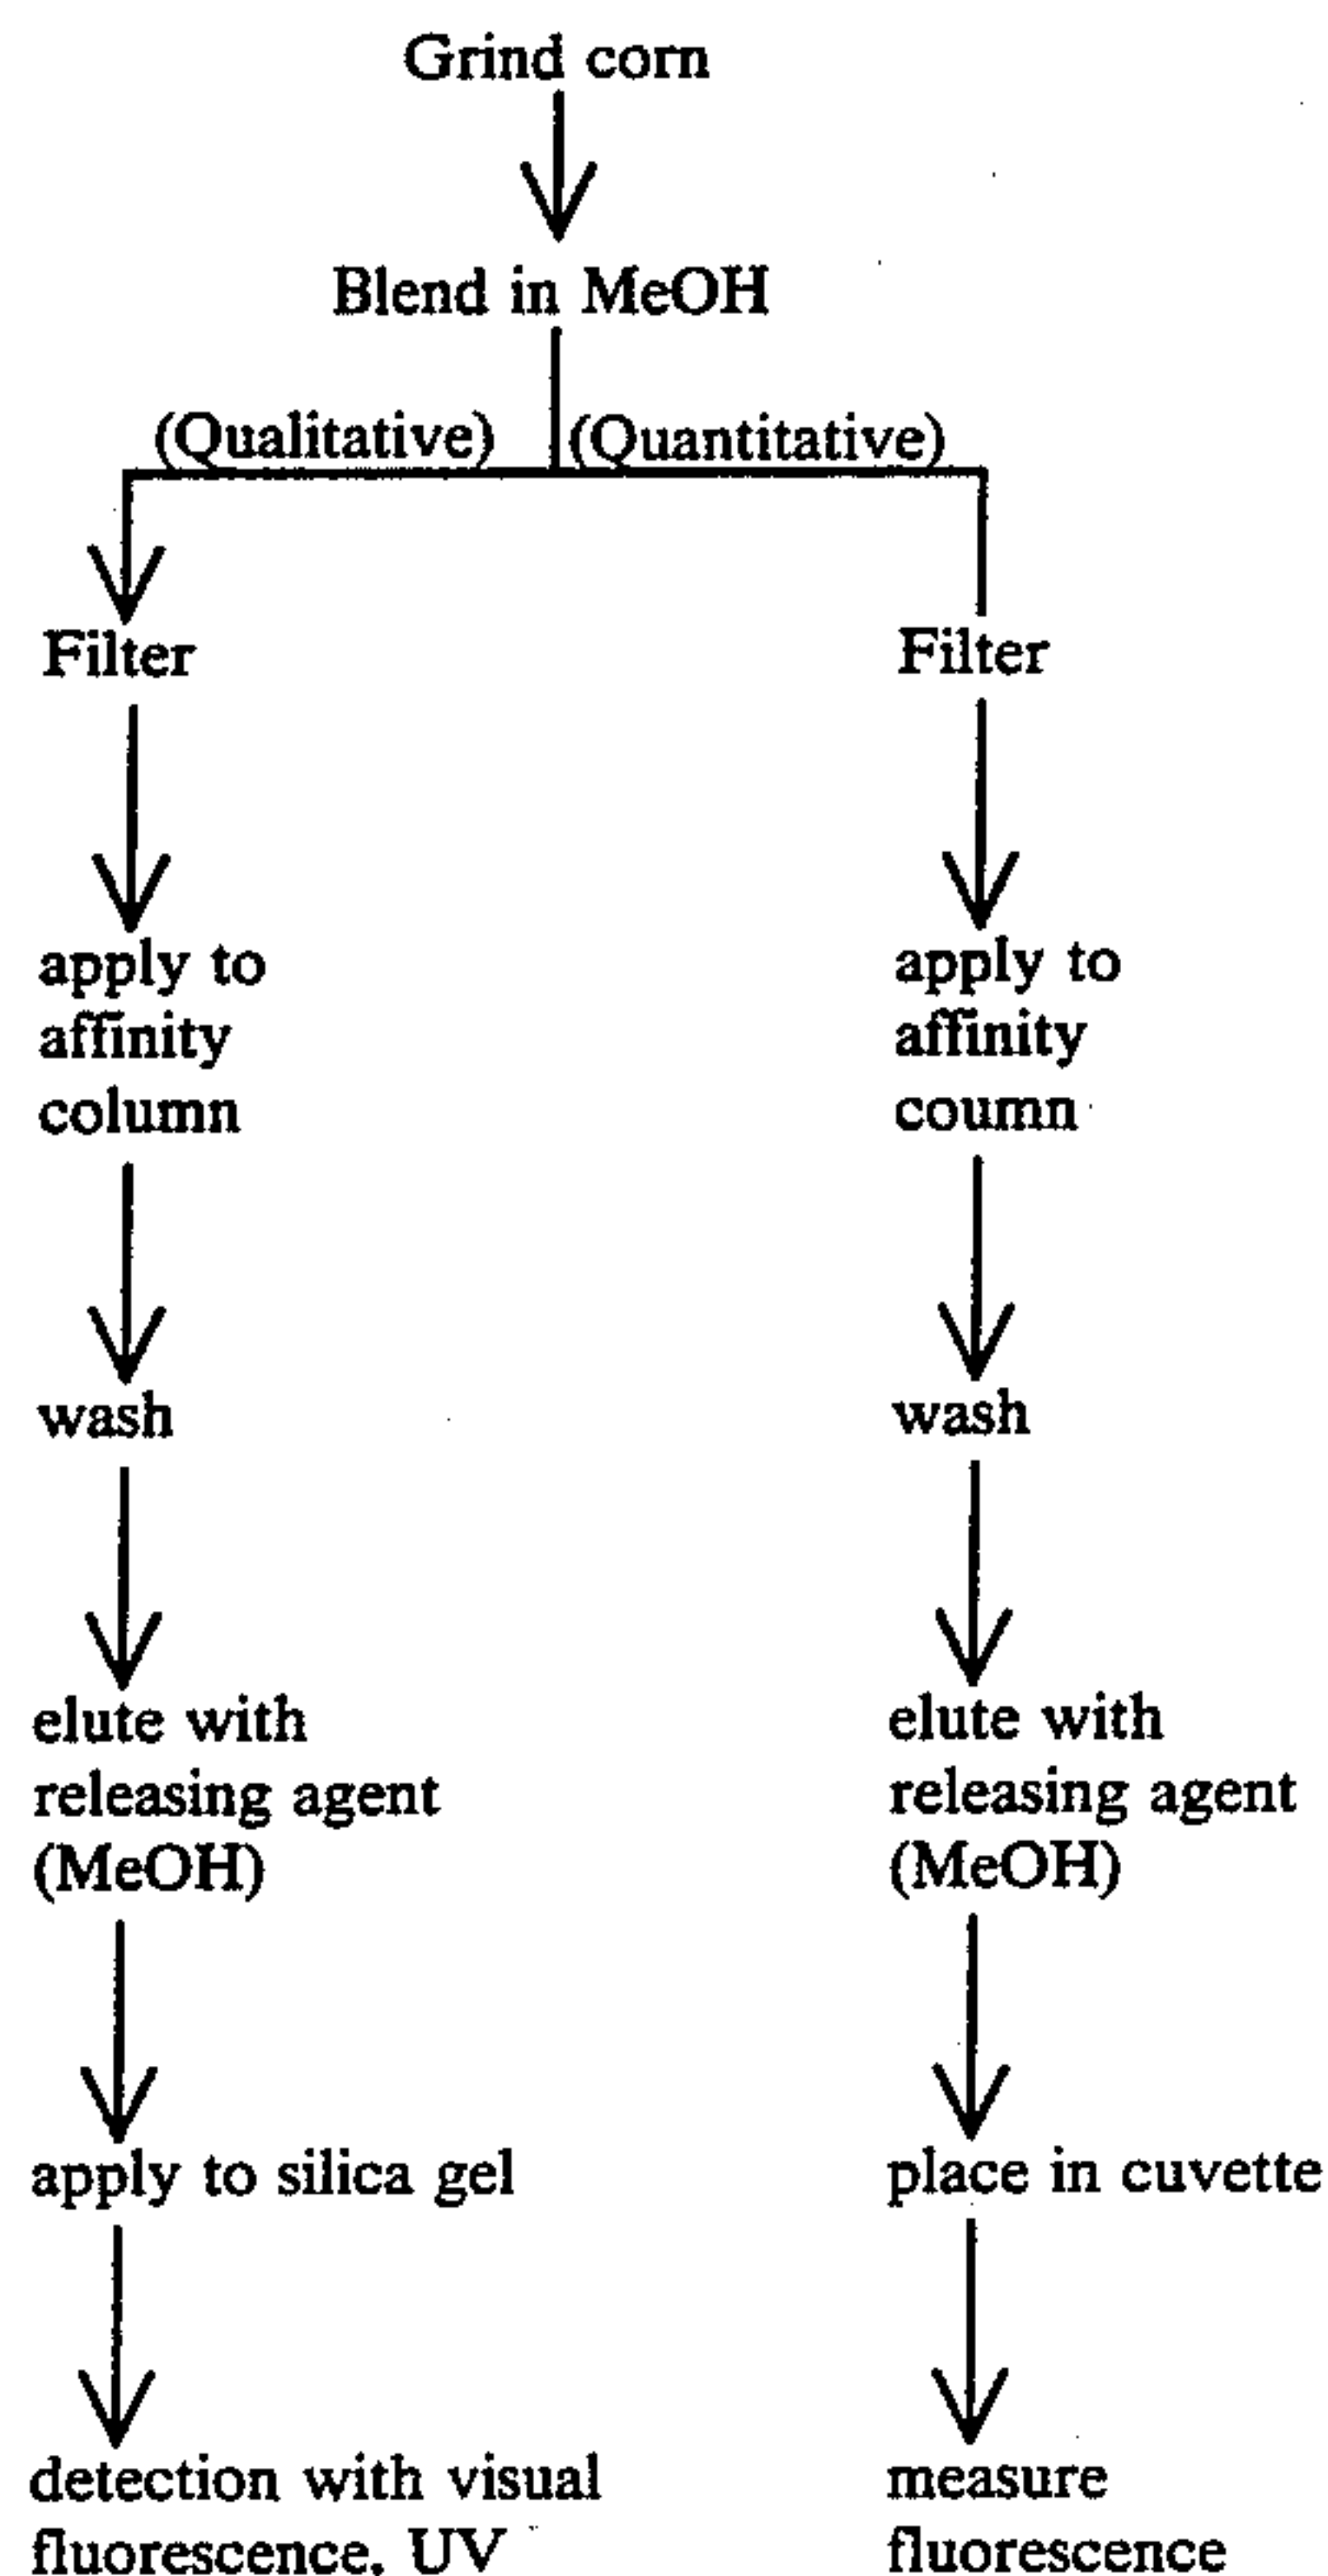 Grind corn
Blend in MeOH
(Qualitative)
(Quantitative)
Filter
apply to
affinity
column
wash
elute with
releasing agent
(MeOH)
apply to silica gel
detection with visual
fluorescence, UV
Filter
apply to
affinity
coumn
wash
elute with
releasing agent
(MeOH)
place in cuvette
measure
fluorescence